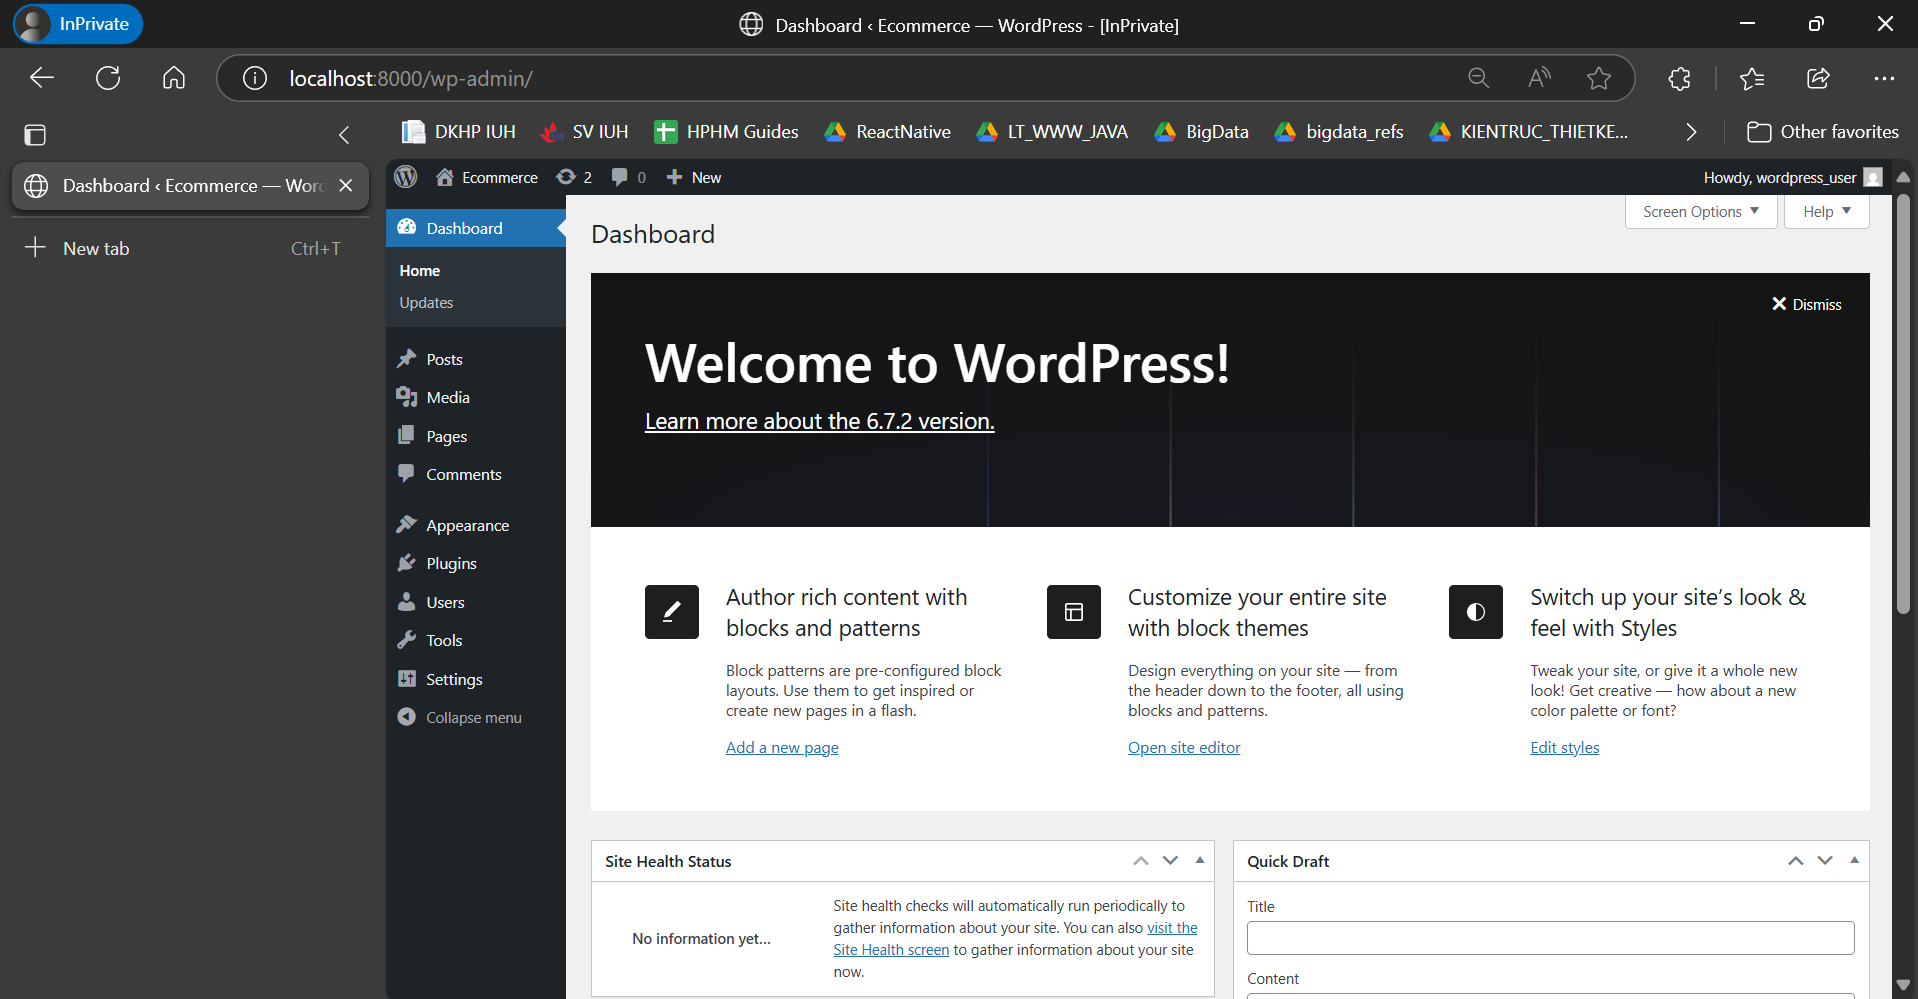 InPrivate
Dashboard ‹ Ecommerce — WordPress - [InPrivate]
localhost:8000/wp-admin/
DKHP IUH
SV IUH
HPHM Guides
ReactNative
LT_WWW_JAVA
BigData
bigdata_refs
KIENTRUC_THIETKE...
Other favorites
Dashboard ‹ Ecommerce — Word
New tab
Ctrl+T
Ecommerce
2
0
New
Howdy, wordpress_user
Dashboard
Home
Updates
Posts
Media
Pages
Comments
Appearance
Plugins
Users
Tools
Settings
Collapse menu
Screen Options
Help
Dashboard
Dismiss
Welcome to WordPress!
Learn more about the 6.7.2 version.
Author rich content with
blocks and patterns
Block patterns are pre-configured block
layouts. Use them to get inspired or
create new pages in a flash.
Add a new page
Customize your entire site
with block themes
Design everything on your site — from
the header down to the footer, all using
blocks and patterns.
Open site editor
Switch up your site’s look &
feel with Styles
Tweak your site, or give it a whole new
look! Get creative — how about a new
color palette or font?
Edit styles
Site Health Status
No information yet...
Site health checks will automatically run periodically to
gather information about your site. You can also visit the
Site Health screen to gather information about your site
now.
Quick Draft
Title
Content